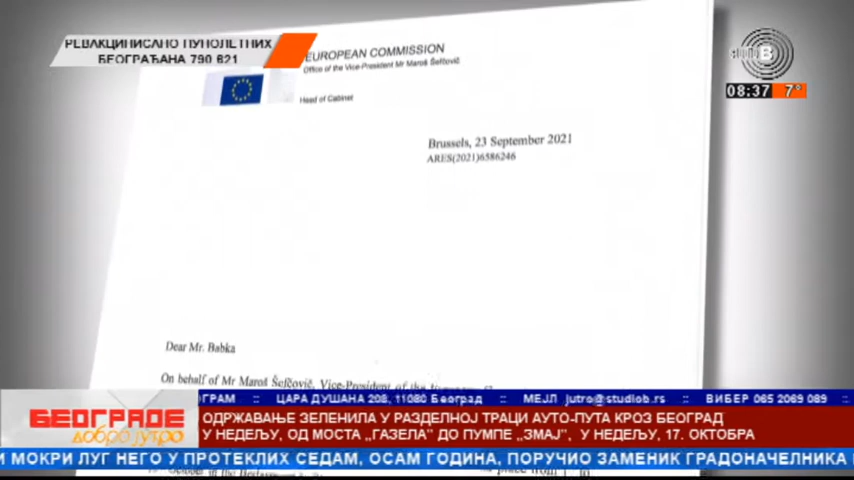 РЕВАКЦИНИСАНО ПУНОЛЕТНИХ
БЕОГРАЂАНА 790 621
EUROPEAN COMMISSION
Office of the Vice-President Mr Maroš Šefčovič
Head of Cabinet
STUDIO B
08:37 7°
Brussels, 23 September 2021
ARES(2021)6586246
Dear Mr. Babka
On behalf of Mr Maroš Šefčovič, Vice-President of the
ОГРАМ :: ЦАРА ДУШАНА 208, 11080 Београд :: МЕЈЛ jutro@studiob.rs :: ВИБЕР 065 2069 089 ::
БЕОГРАДЕ
добро јутро
ОДРЖАВАЊЕ ЗЕЛЕНИЛА У РАЗДЕЛНОЈ ТРАЦИ АУТО-ПУТА КРОЗ БЕОГРАД
У НЕДЕЉУ, ОД МОСТА „ГАЗЕЛА” ДО ПУМПЕ „ЗМАЈ”, У НЕДЕЉУ, 17. ОКТОБРА
И МОКРИ ЛУГ НЕГО У ПРОТЕКЛИХ СЕДАМ, ОСАМ ГОДИНА, ПОРУЧИО ЗАМЕНИК ГРАДОНАЧЕЛНИКА